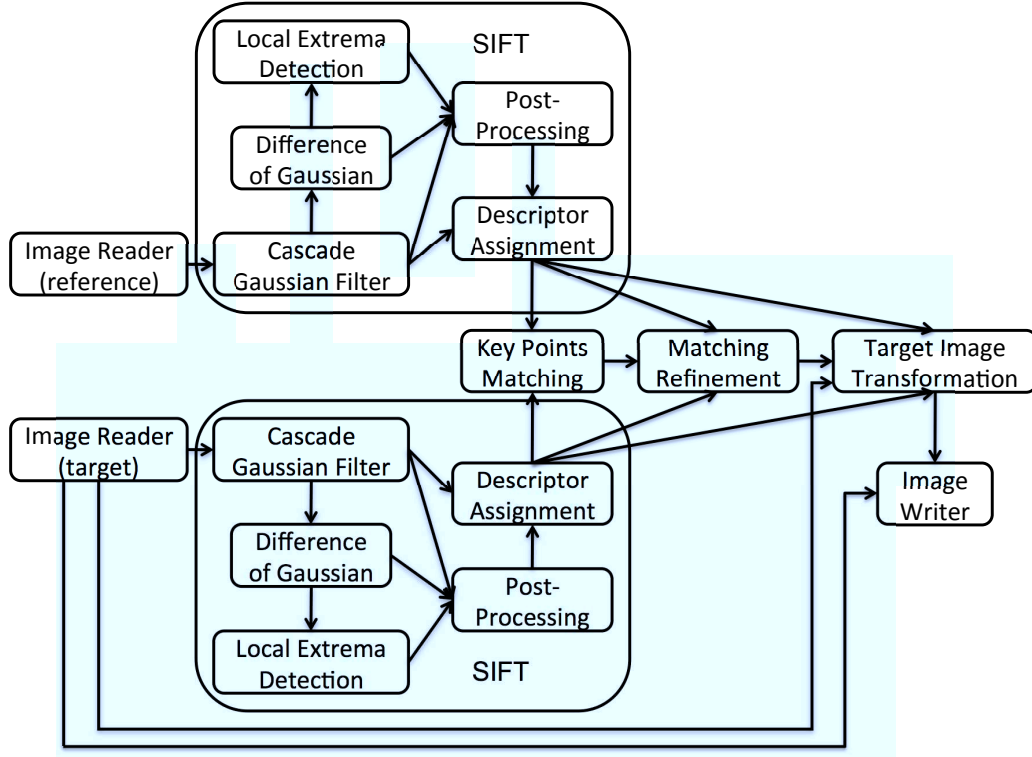 SIFT
Local Extrema
Detection
Post-
Processing
Difference
of Gaussian
Descriptor
Assignment
Image Reader
(reference)
Cascade
Gaussian Filter
Key Points
Matching
Matching
Refinement
Target Image
Transformation
Image Reader
(target)
Cascade
Gaussian Filter
Descriptor
Assignment
Image
Writer
Difference
of Gaussian
Post-
Processing
Local Extrema
Detection
SIFT